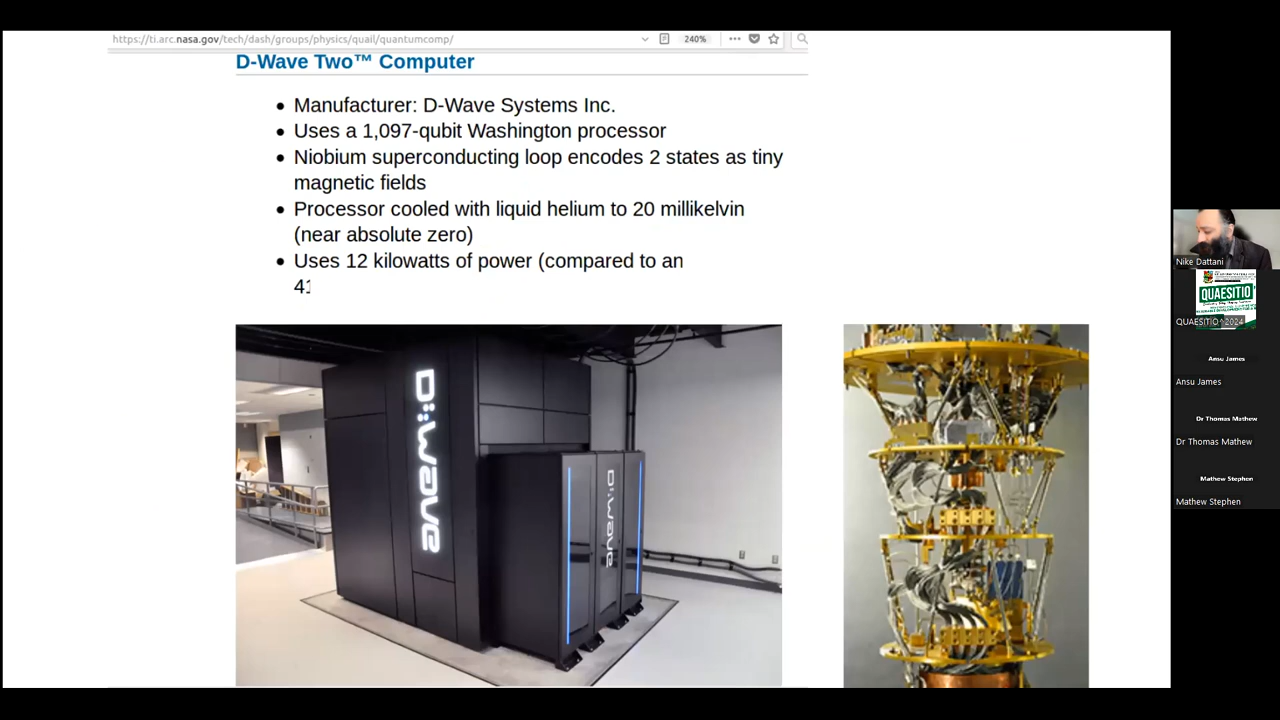 https://ti.arc.nasa.gov/tech/dash/groups/physics/quail/quantumcomp/
240%
D-Wave Two™ Computer
Manufacturer: D-Wave Systems Inc.
Uses a 1,097-qubit Washington processor
Niobium superconducting loop encodes 2 states as tiny
magnetic fields
Processor cooled with liquid helium to 20 millikelvin
(near absolute zero)
Uses 12 kilowatts of power (compared to an
41
D:wave
D:wave
Nike Dattani
QUAESITIO
QUAESITIO 2024
Ansu James
Ansu James
Dr Thomas Mathew
Dr Thomas Mathew
Mathew Stephen
Mathew Stephen